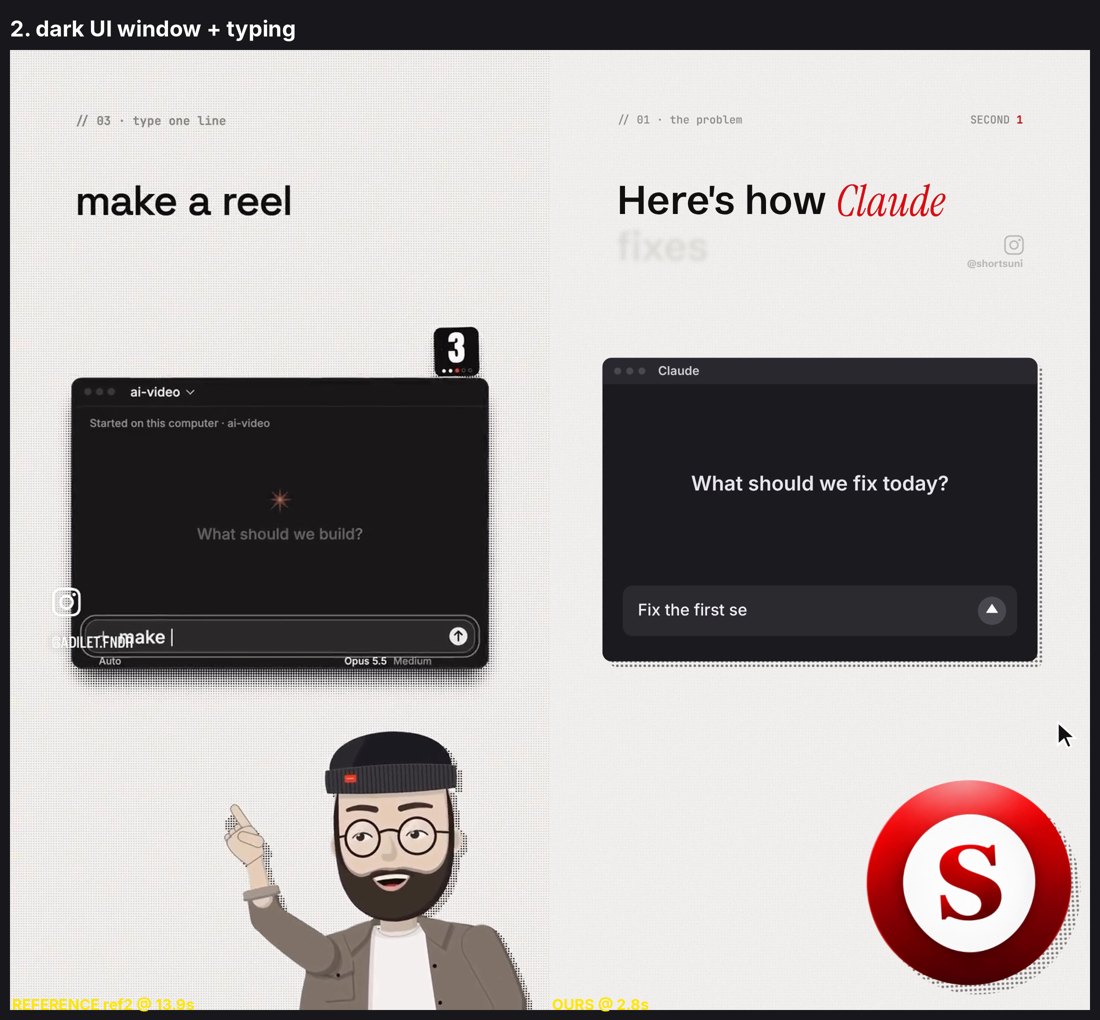 2. dark UI window + typing
// 03 · type one line
make a reel
3
ai-video
Started on this computer · ai-video
What should we build?
make
@ADILET.FNDR
Auto
Opus 5.5 Medium
REFERENCE ref2 @ 13.9s
// 01 · the problem
SECOND 1
Here's how Claude
fixes
@shortsuni
Claude
What should we fix today?
Fix the first se
S
OURS @ 2.8s